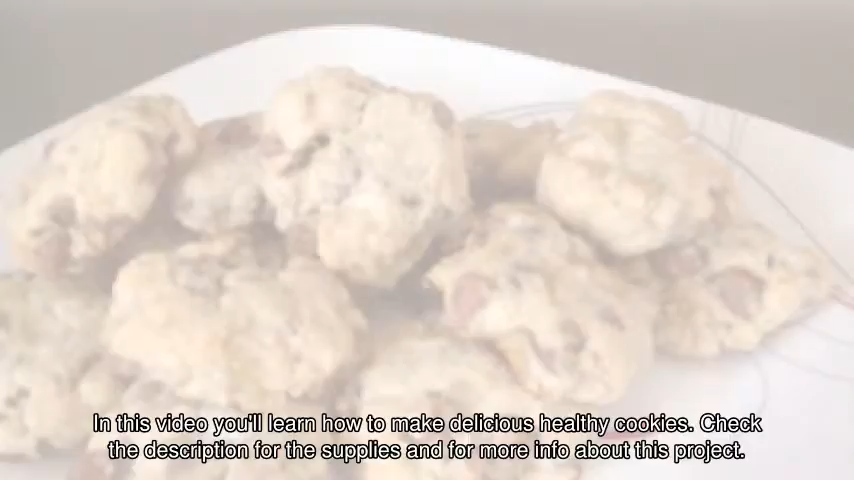 In this video you'll learn how to make delicious healthy cookies. Check
the description for the supplies and for more info about this project.